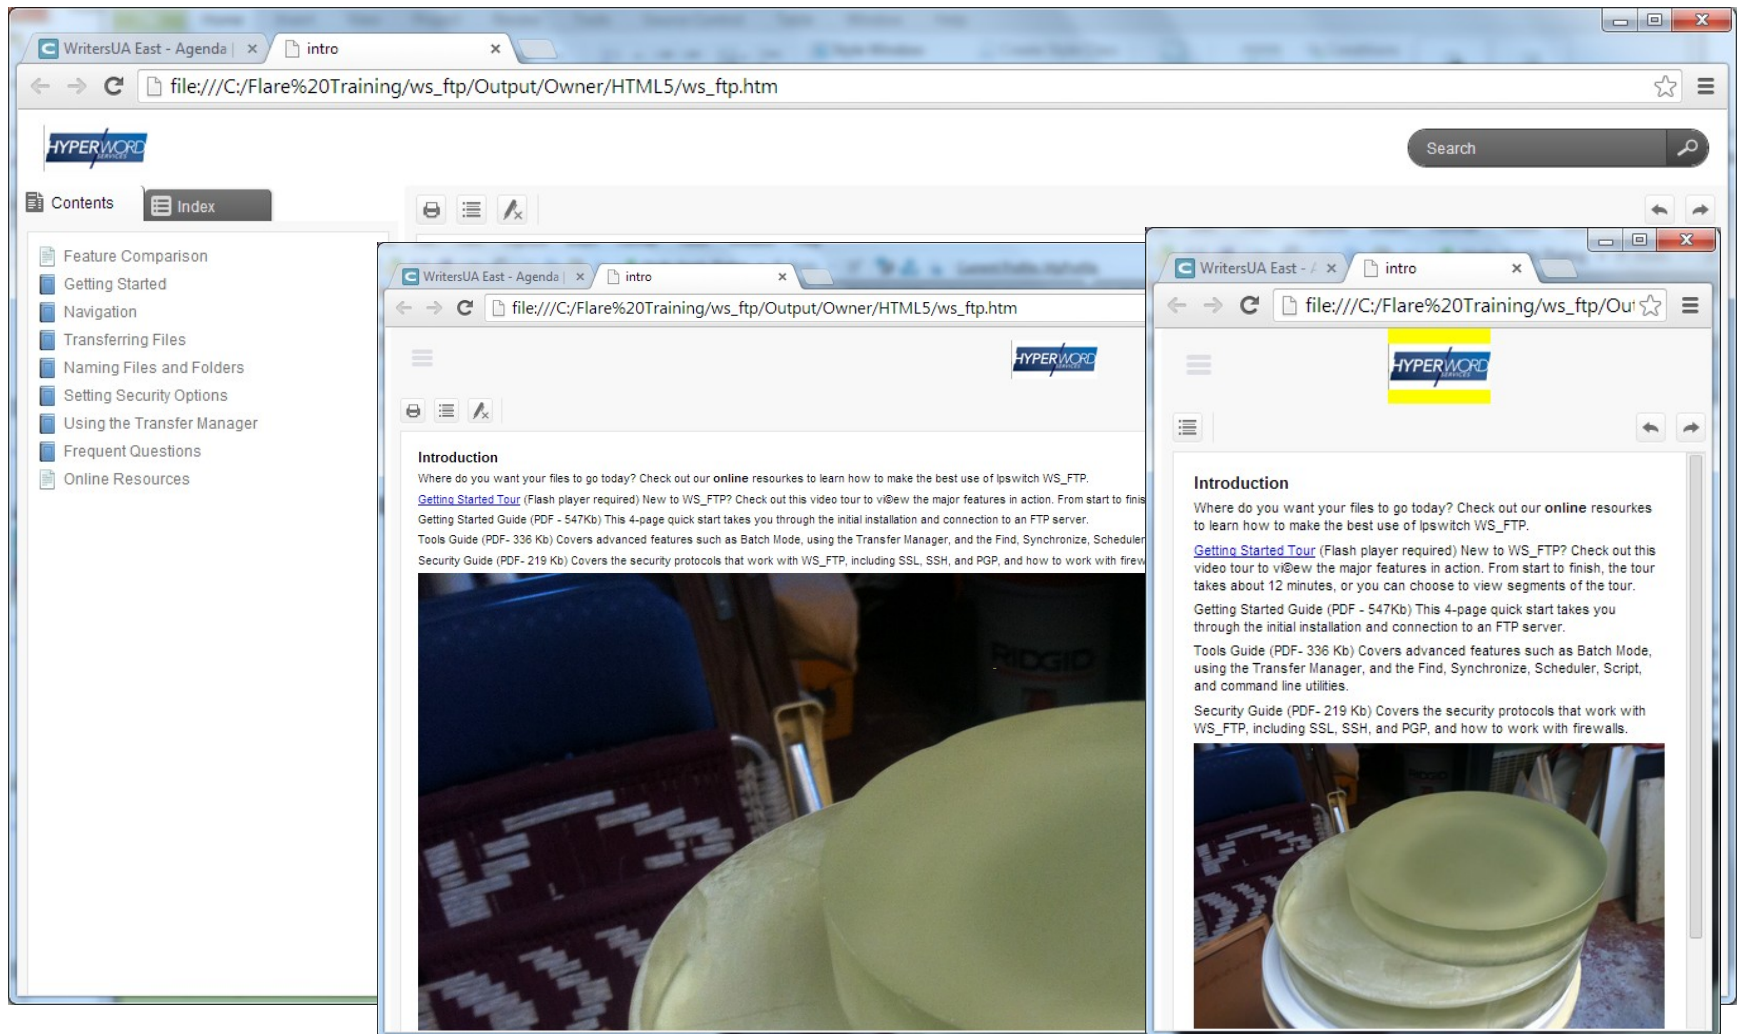 WritersUA East - Agenda |
intro
file:///C:/Flare%20Training/ws_ftp/Output/Owner/HTML5/ws_ftp.htm
HYPERWORD
SERVICES
Search
Contents
Index
Feature Comparison
Getting Started
Navigation
Transferring Files
Naming Files and Folders
Setting Security Options
Using the Transfer Manager
Frequent Questions
Online Resources
WritersUA East - Agenda |
intro
file:///C:/Flare%20Training/ws_ftp/Output/Owner/HTML5/ws_ftp.htm
HYPERWORD
SERVICES
Introduction
Where do you want your files to go today? Check out our online resourkes to learn how to make the best use of Ipswitch WS_FTP.
Getting Started Tour (Flash player required) New to WS_FTP? Check out this video tour to vi©ew the major features in action. From start to finis
Getting Started Guide (PDF - 547Kb) This 4-page quick start takes you through the initial installation and connection to an FTP server.
Tools Guide (PDF- 336 Kb) Covers advanced features such as Batch Mode, using the Transfer Manager, and the Find, Synchronize, Scheduler
Security Guide (PDF- 219 Kb) Covers the security protocols that work with WS_FTP, including SSL, SSH, and PGP, and how to work with firew
RIDGID
WritersUA East - A
intro
file:///C:/Flare%20Training/ws_ftp/Out
HYPERWORD
SERVICES
Introduction
Where do you want your files to go today? Check out our online resourkes
to learn how to make the best use of Ipswitch WS_FTP.
Getting Started Tour (Flash player required) New to WS_FTP? Check out this
video tour to vi©ew the major features in action. From start to finish, the tour
takes about 12 minutes, or you can choose to view segments of the tour.
Getting Started Guide (PDF - 547Kb) This 4-page quick start takes you
through the initial installation and connection to an FTP server.
Tools Guide (PDF- 336 Kb) Covers advanced features such as Batch Mode,
using the Transfer Manager, and the Find, Synchronize, Scheduler, Script,
and command line utilities.
Security Guide (PDF- 219 Kb) Covers the security protocols that work with
WS_FTP, including SSL, SSH, and PGP, and how to work with firewalls.
RIDGID